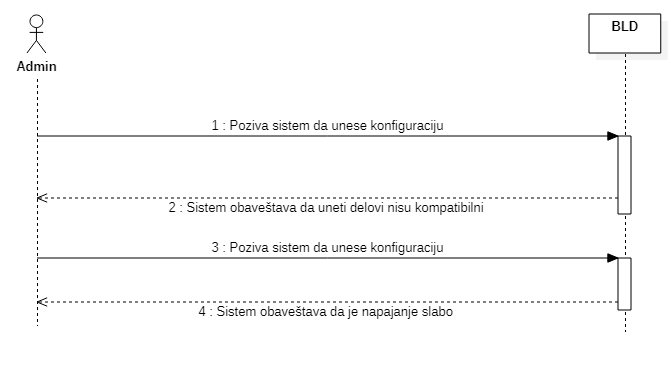 BLD
Admin
1 : Poziva sistem da unese konfiguraciju
2 : Sistem obaveštava da uneti delovi nisu kompatibilni
3 : Poziva sistem da unese konfiguraciju
4 : Sistem obaveštava da je napajanje slabo